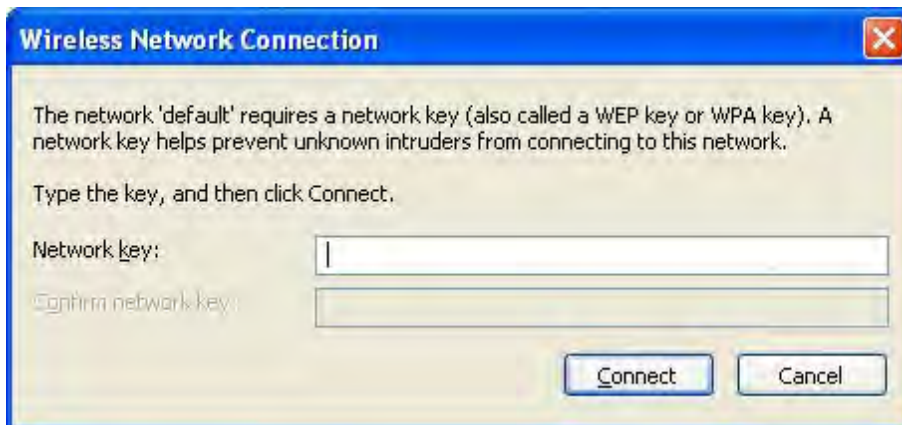 Wireless Network Connection
The network 'default' requires a network key (also called a WEP key or WPA key). A
network key helps prevent unknown intruders from connecting to this network.
Type the key, and then click Connect.
Network key:
Confirm network key:
Connect Cancel